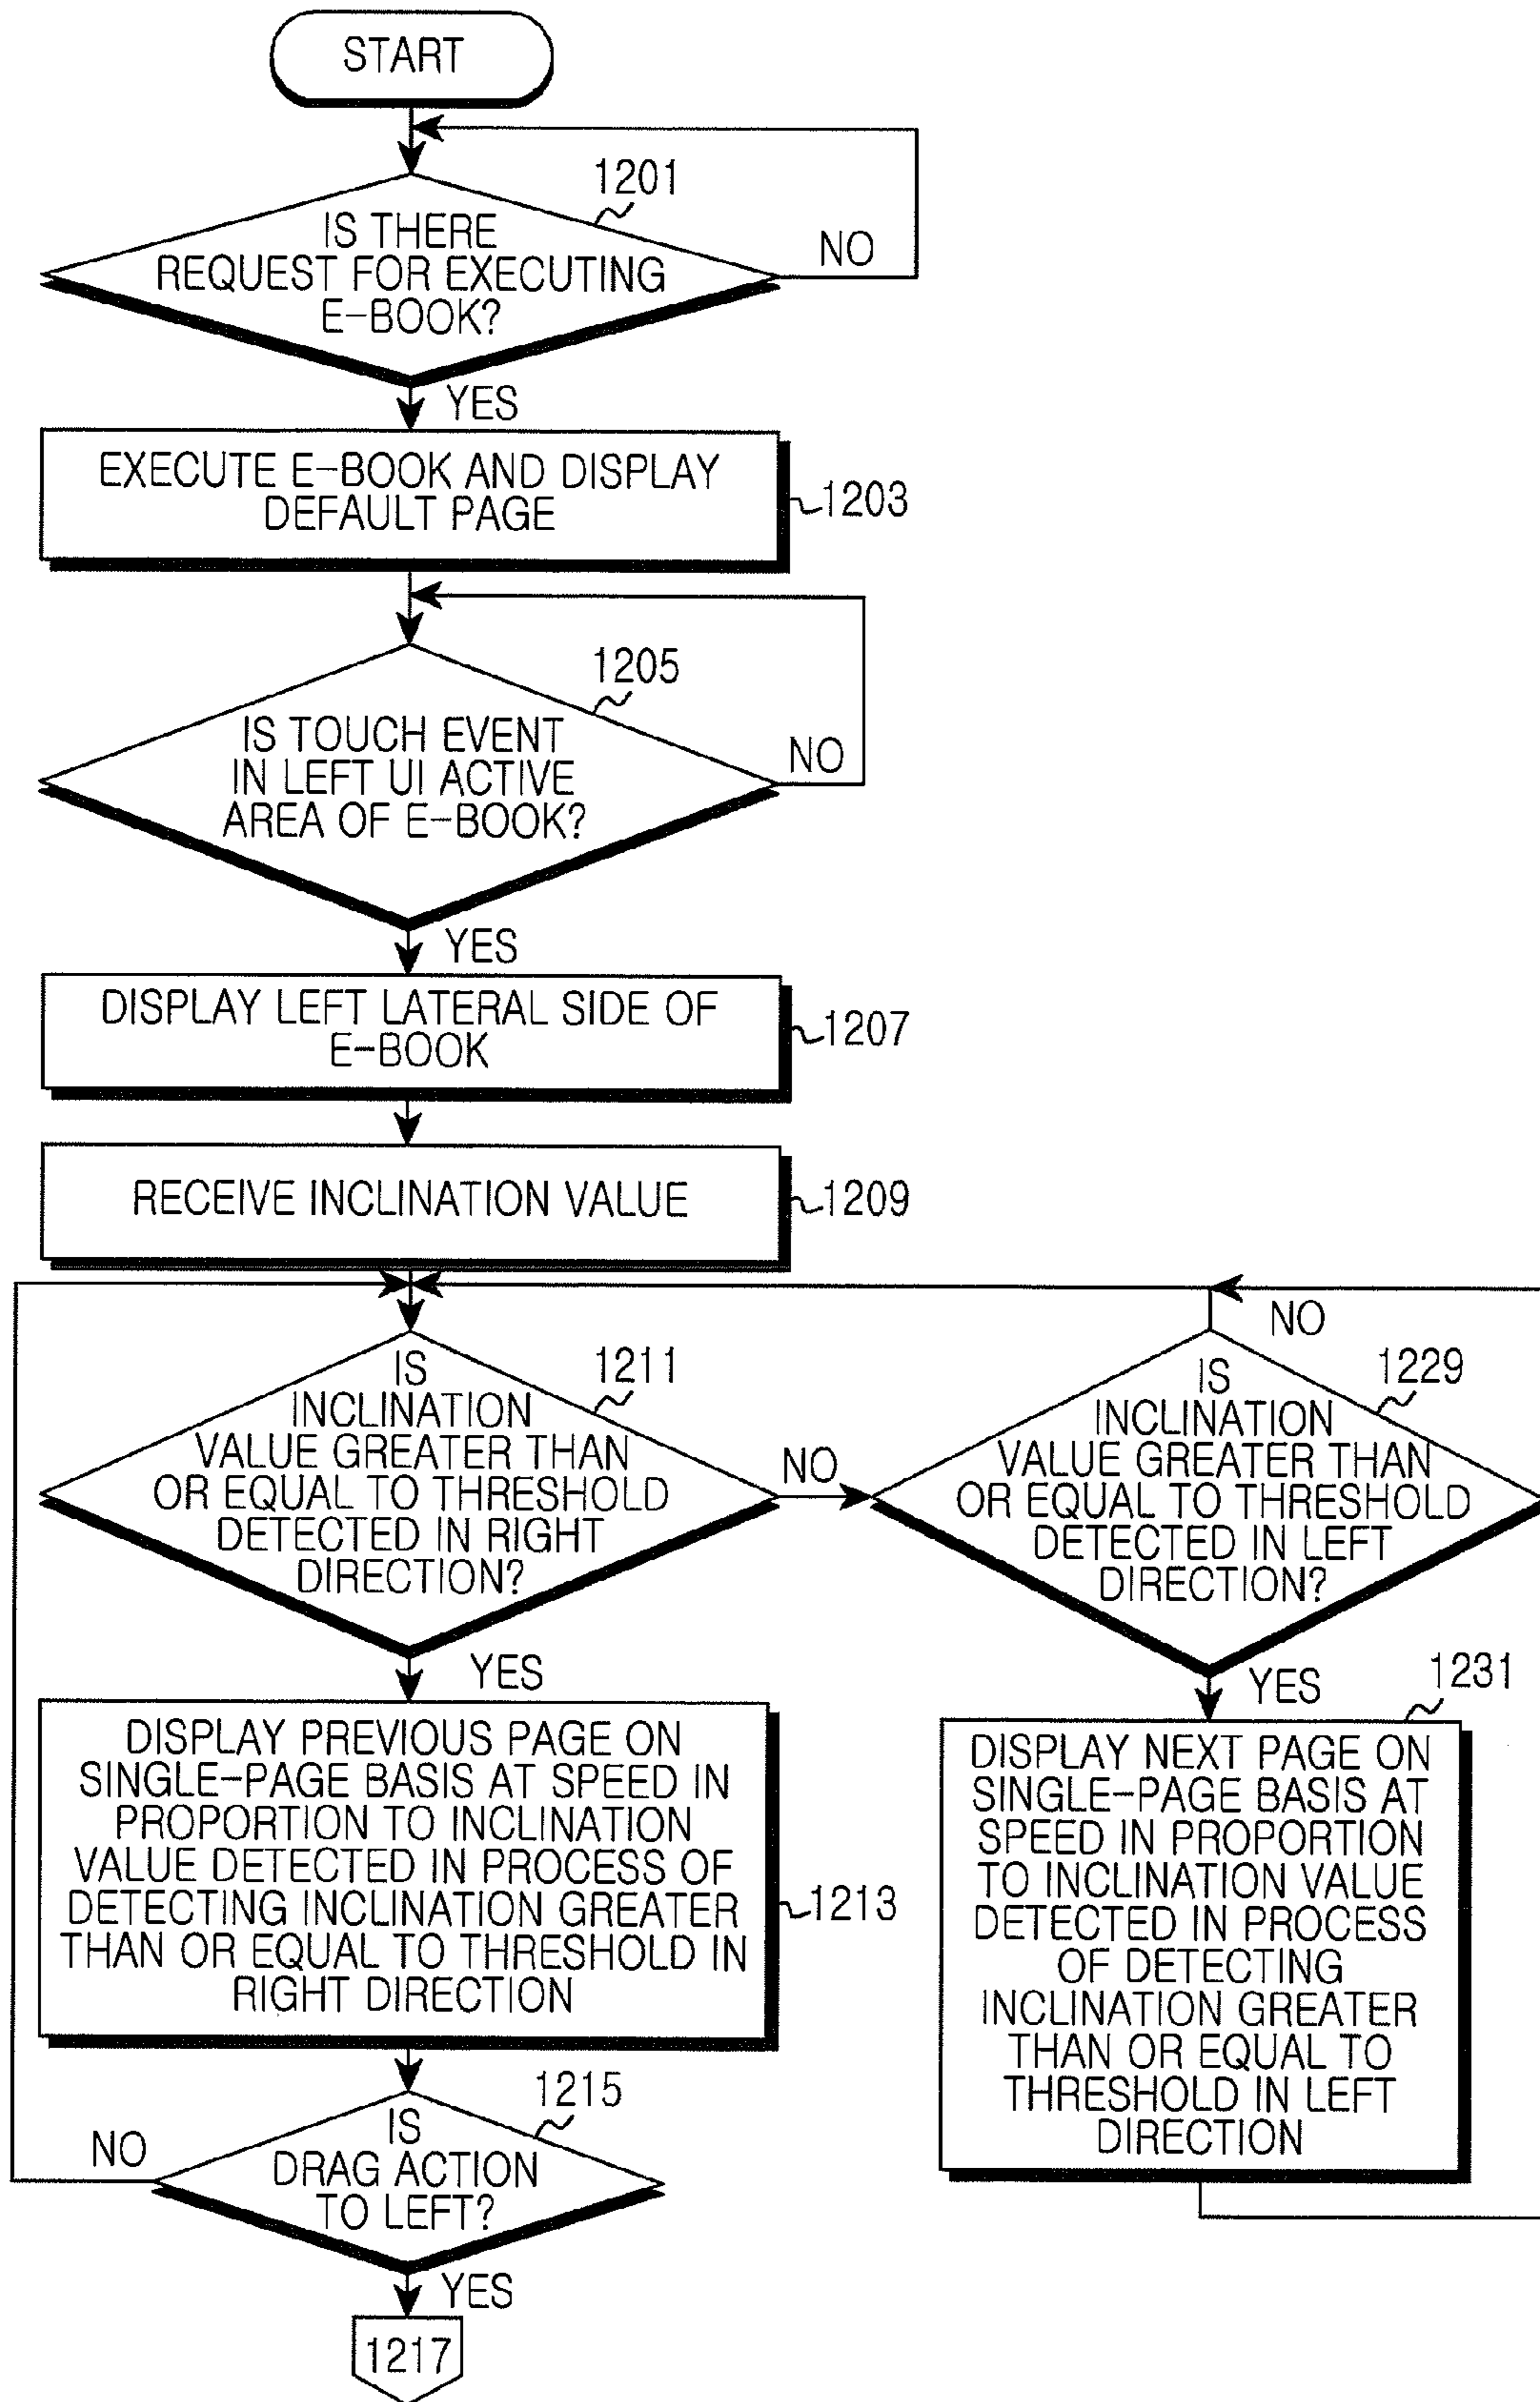 START
1201
IS THERE
REQUEST FOR EXECUTING
E-BOOK?
NO
YES
EXECUTE E-BOOK AND DISPLAY
DEFAULT PAGE
1203
1205
IS TOUCH EVENT
IN LEFT UI ACTIVE
AREA OF E-BOOK?
NO
YES
DISPLAY LEFT LATERAL SIDE OF
E-BOOK
1207
RECEIVE INCLINATION VALUE
1209
1211
IS
INCLINATION
VALUE GREATER THAN
OR EQUAL TO THRESHOLD
DETECTED IN RIGHT
DIRECTION?
NO
YES
NO
1229
IS
INCLINATION
VALUE GREATER THAN
OR EQUAL TO THRESHOLD
DETECTED IN LEFT
DIRECTION?
YES
DISPLAY PREVIOUS PAGE ON
SINGLE-PAGE BASIS AT SPEED IN
PROPORTION TO INCLINATION
VALUE DETECTED IN PROCESS OF
DETECTING INCLINATION GREATER
THAN OR EQUAL TO THRESHOLD IN
RIGHT DIRECTION
1213
1231
DISPLAY NEXT PAGE ON
SINGLE-PAGE BASIS AT
SPEED IN PROPORTION
TO INCLINATION VALUE
DETECTED IN PROCESS
OF DETECTING
INCLINATION GREATER
THAN OR EQUAL TO
THRESHOLD IN LEFT
DIRECTION
1215
IS
DRAG ACTION
TO LEFT?
NO
YES
1217